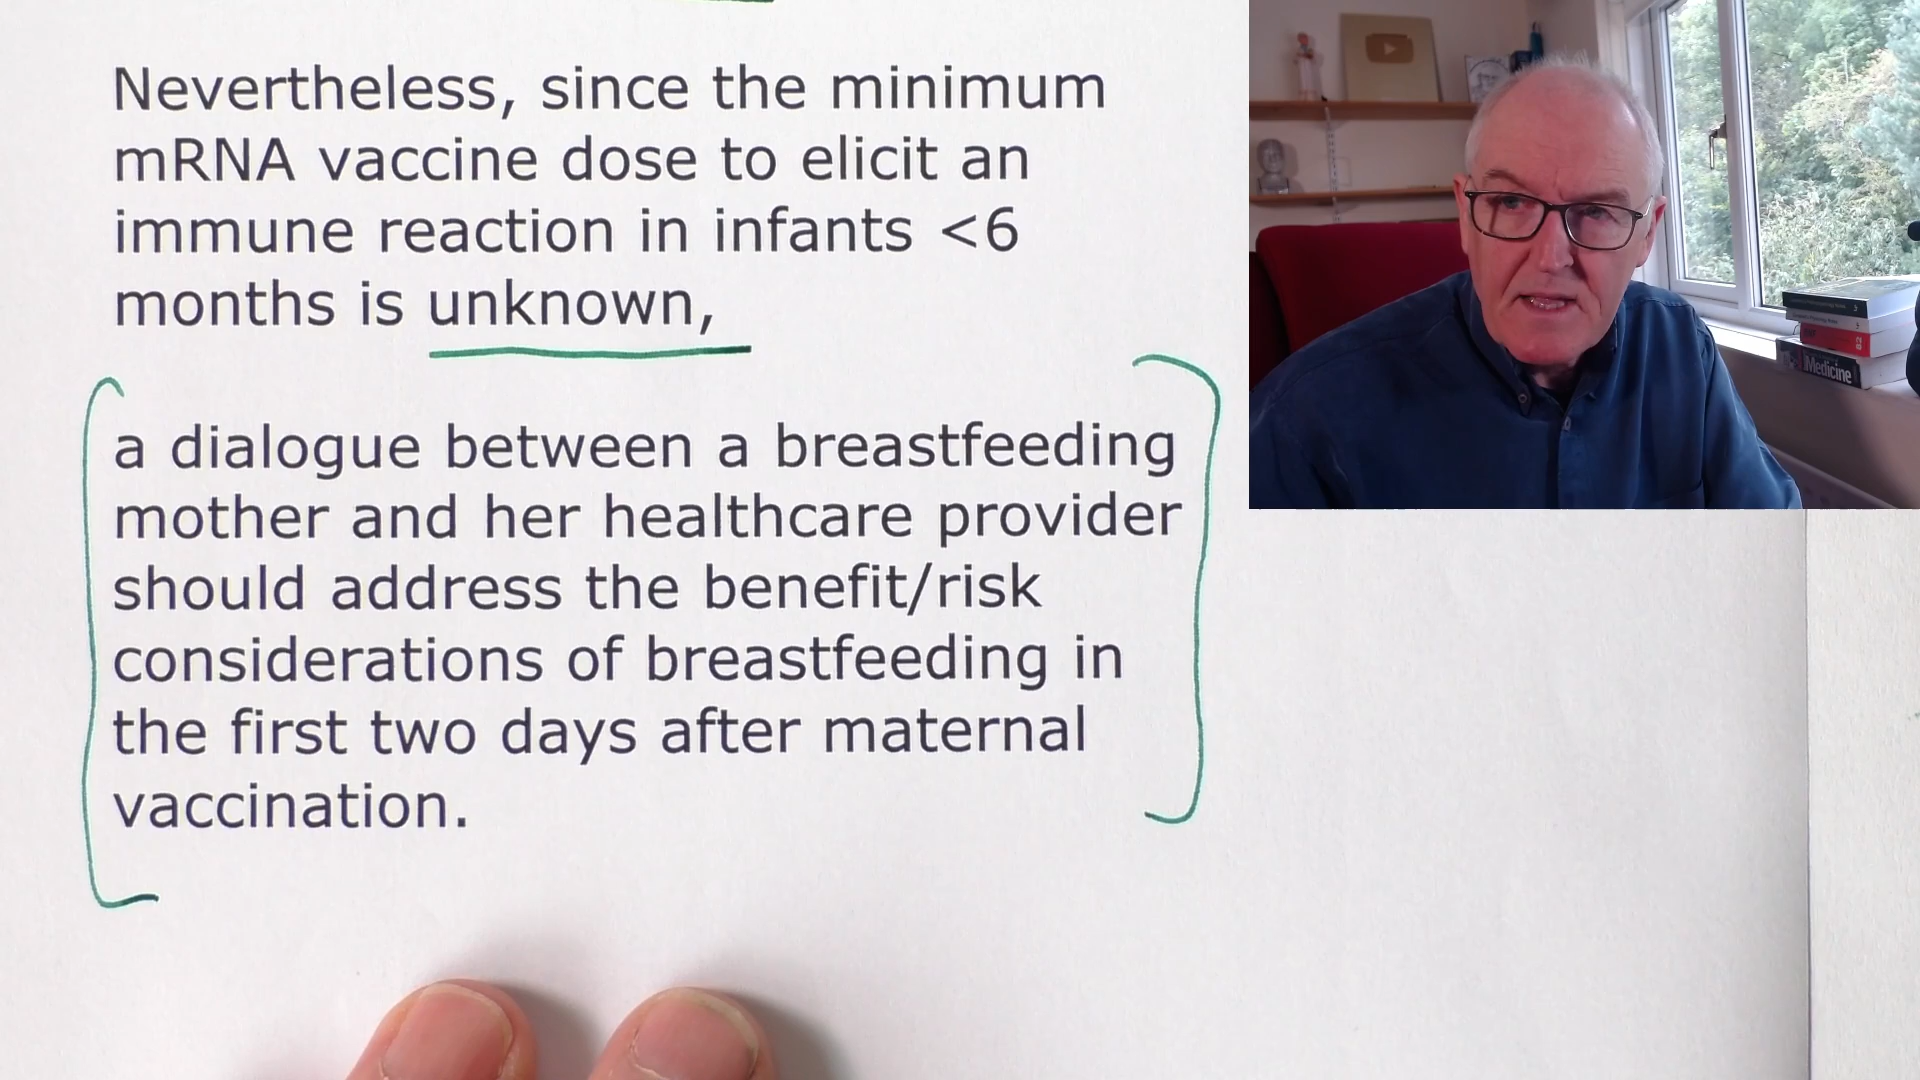 Nevertheless, since the minimum
mRNA vaccine dose to elicit an
immune reaction in infants <6
months is unknown,
a dialogue between a breastfeeding
mother and her healthcare provider
should address the benefit/risk
considerations of breastfeeding in
the first two days after maternal
vaccination.
Medicine